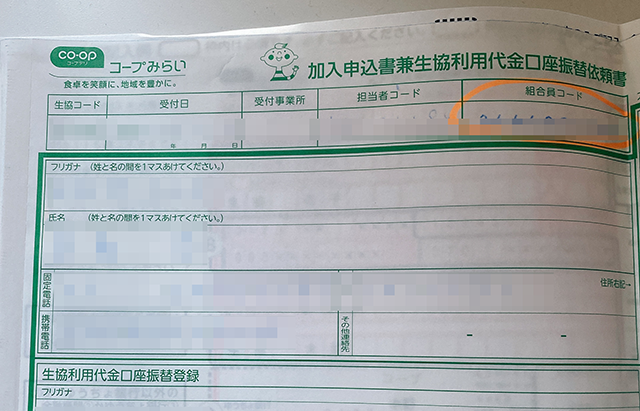 co-op
コープデリ
コープみらい
食卓を笑顔に、地域を豊かに。
加入申込書兼生協利用代金口座振替依頼書
生協コード 受付日 受付事業所 担当者コード 組合員コード
年 月 日
フリガナ (姓と名の間を1マスあけてください。)
氏名 (姓と名の間を1マスあけてください。)
固定電話
住所右記→
携帯電話
その他連絡先
- -
生協利用代金口座振替登録
フリガナ